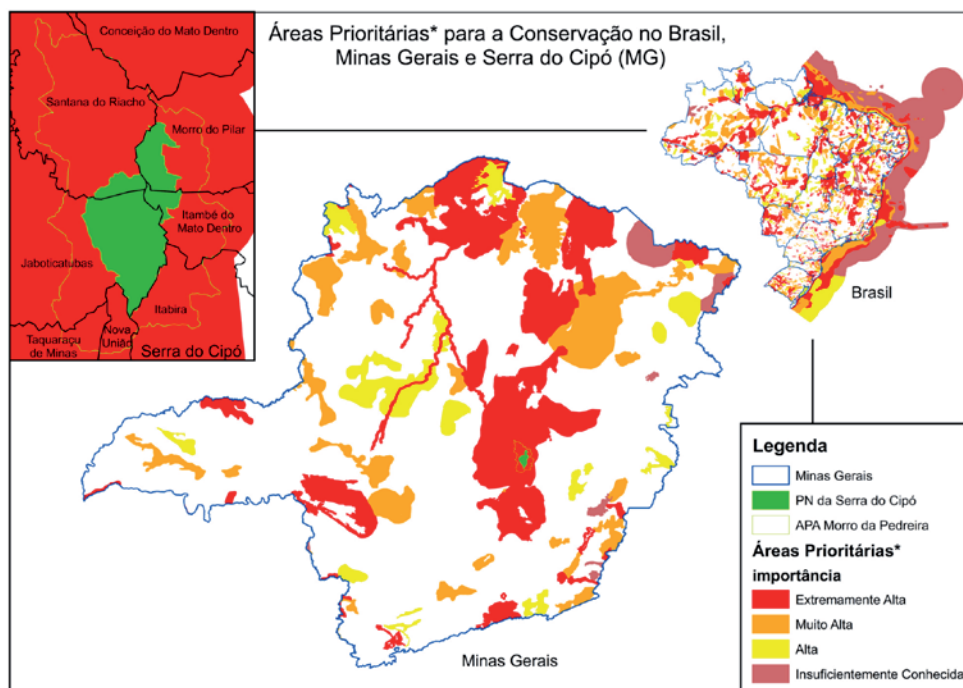 Áreas Prioritárias* para a Conservação no Brasil,
Minas Gerais e Serra do Cipó (MG)
Conceição do Mato Dentro
Santana do Riacho
Morro do Pilar
Itambé do
Mato Dentro
Jaboticatubas
Itabira
Nova
União
Taquaraçu
de Minas
Serra do Cipó
Brasil
Minas Gerais
Legenda
Minas Gerais
PN da Serra do Cipó
APA Morro da Pedreira
Áreas Prioritárias*
importância
Extremamente Alta
Muito Alta
Alta
Insuficientemente Conhecida